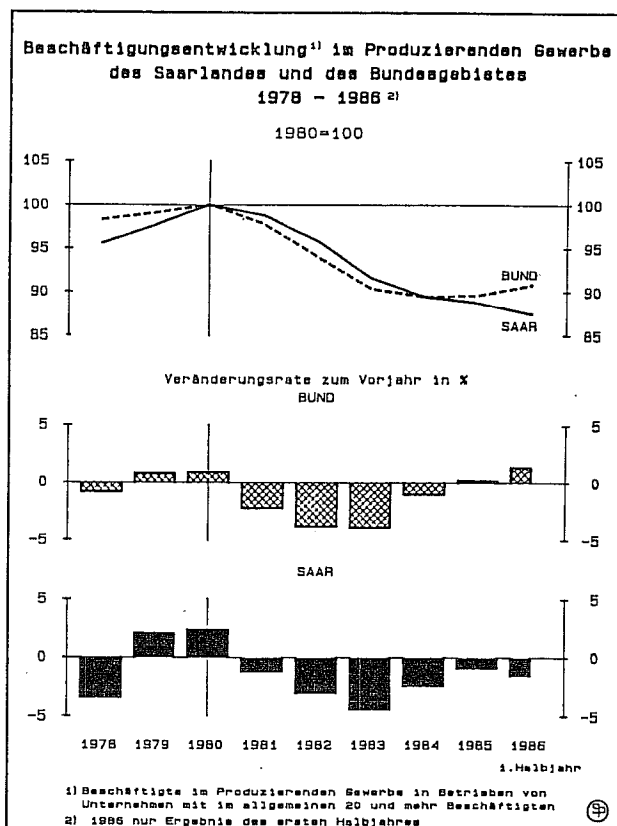 Beschäftigungsentwicklung1) im Produzierenden Gewerbe
des Saarlandes und des Bundesgebietes
1978 - 1986 2)
1980=100
105 105
100 100
95 95
90 BUND 90
85 SAAR 85
Veränderungsrate zum Vorjahr in %
BUND
5 5
0 0
-5 -5
SAAR
5 5
0 0
-5 -5
1978 1979 1980 1981 1982 1983 1984 1985 1986
1.Halbjahr
1) Beschäftigte im Produzierenden Gewerbe in Betrieben von
Unternehmen mit im allgemeinen 20 und mehr Beschäftigten
2) 1986 nur Ergebnis des ersten Halbjahres